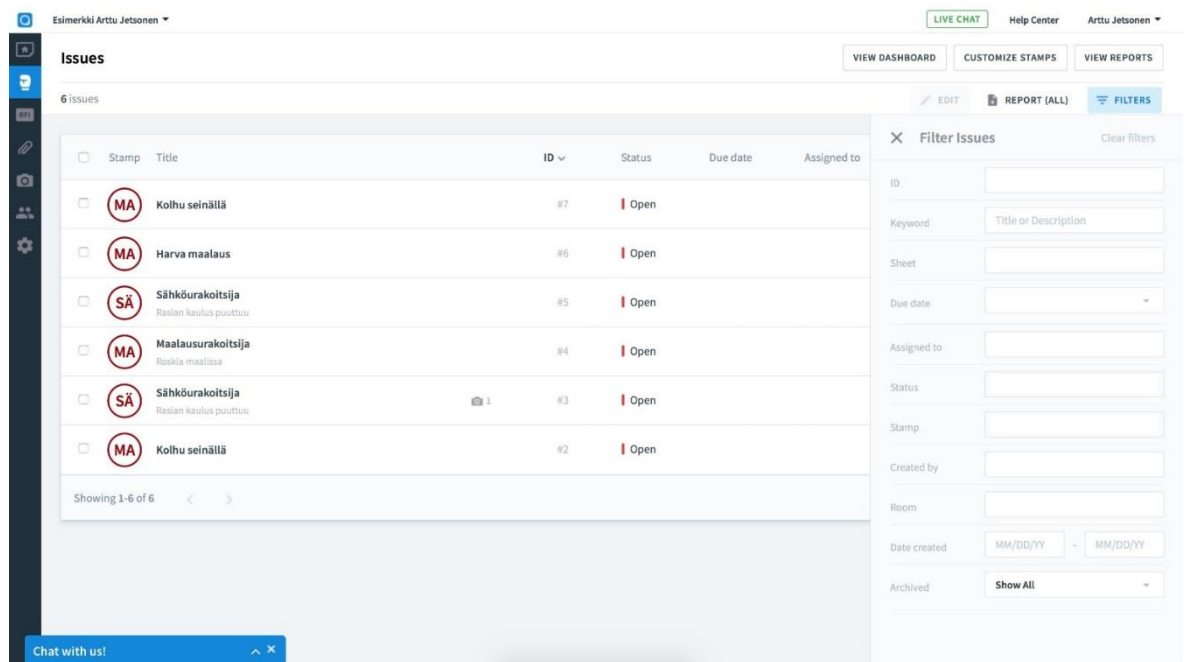 Esimerkki Arttu Jetsonen
LIVE CHAT Help Center Arttu Jetsonen
Issues
VIEW DASHBOARD CUSTOMIZE STAMPS VIEW REPORTS
6 issues
EDIT REPORT (ALL) FILTERS
RFI
Stamp Title ID Status Due date Assigned to
MA Kolhu seinällä #7 Open
MA Harva maalaus #6 Open
SÄ Sähköurakoitsija #5 Open
Rasian kaulus puuttuu
MA Maalausurakoitsija #4 Open
Roskia maalissa
SÄ Sähköurakoitsija 1 #3 Open
Rasian kaulus puuttuu
MA Kolhu seinällä #2 Open
Showing 1-6 of 6
Filter Issues Clear filters
ID
Keyword Title or Description
Sheet
Due date
Assigned to
Status
Stamp
Created by
Room
Date created MM/DD/YY - MM/DD/YY
Archived Show All
Chat with us!